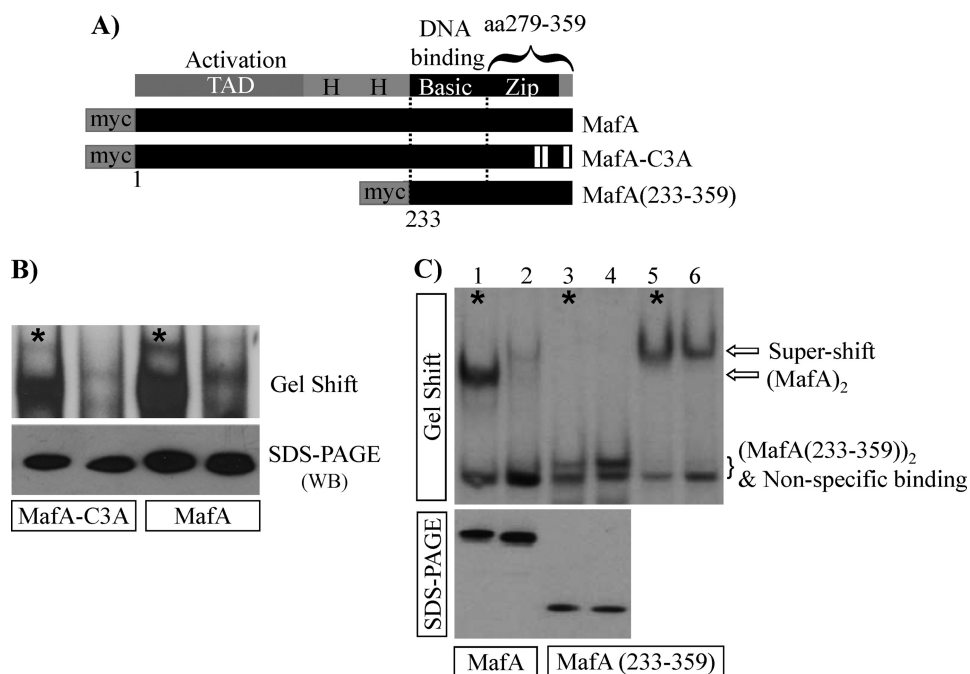 A)
DNA binding
aa279-359
Activation
TAD
H H
Basic
Zip
myc
MafA
myc
MafA-C3A
1
myc
MafA(233-359)
233
B)
* *
Gel Shift
SDS-PAGE
(WB)
MafA-C3A
MafA
C)
1 2 3 4 5 6
* * *
Gel Shift
Super-shift
(MafA)2
(MafA(233-359))2
& Non-specific binding
SDS-PAGE
MafA
MafA (233-359)